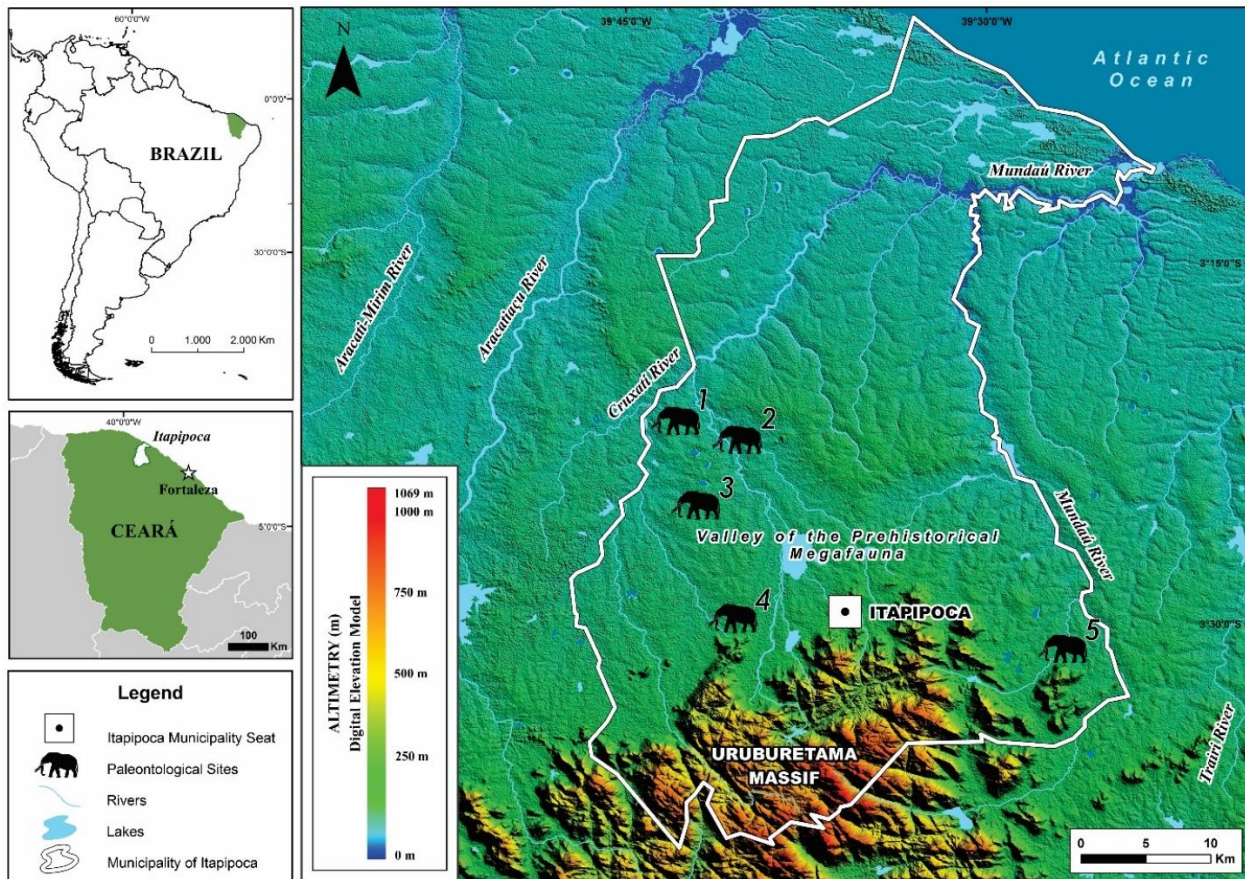 60°0'0"W
0°0'0"
BRAZIL
30°0'0"S
0 1.000 2.000 Km
40°0'0"W
Itapipoca
Fortaleza
CEARÁ
5°0'0"S
100
Km
Legend
Itapipoca Municipality Seat
Paleontological Sites
Rivers
Lakes
Municipality of Itapipoca
ALTIMETRY (m)
Digital Elevation Model
1069 m
1000 m
750 m
500 m
250 m
0 m
39°45'0"W
39°30'0"W
N
Atlantic
Ocean
Mundaú River
3°15'0"S
Aracati-Mirim River
Aracatiaçu River
Cruxati River
1
2
3
Valley of the Prehistorical
Megafauna
Mundaú River
4
ITAPIPOCA
5
3°30'0"S
URUBURETAMA
MASSIF
Trairi River
0 5 10
Km